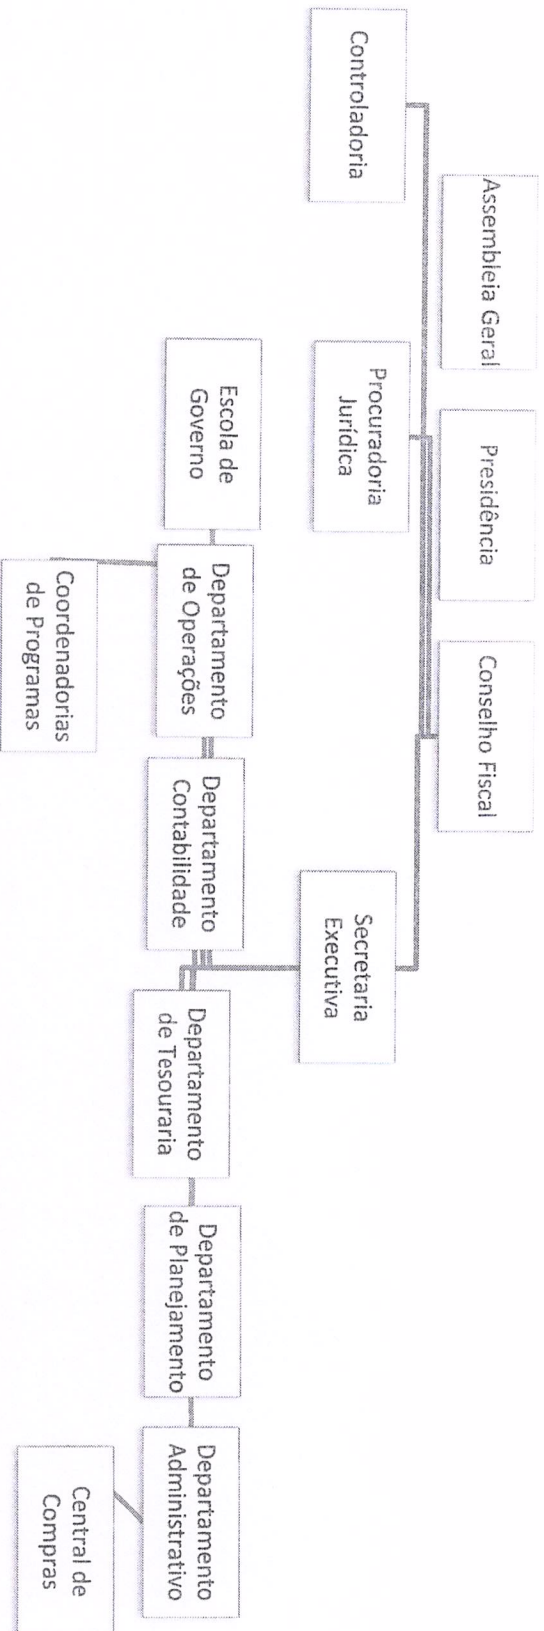 Assembleia Geral
Presidência
Conselho Fiscal
Controladoria
Procuradoria
Jurídica
Secretaria
Executiva
Escola de
Governo
Departamento
de Operações
Departamento
Contabilidade
Departamento
de Tesouraria
Departamento
de Planejamento
Departamento
Administrativo
Coordenadorias
de Programas
Central de
Compras